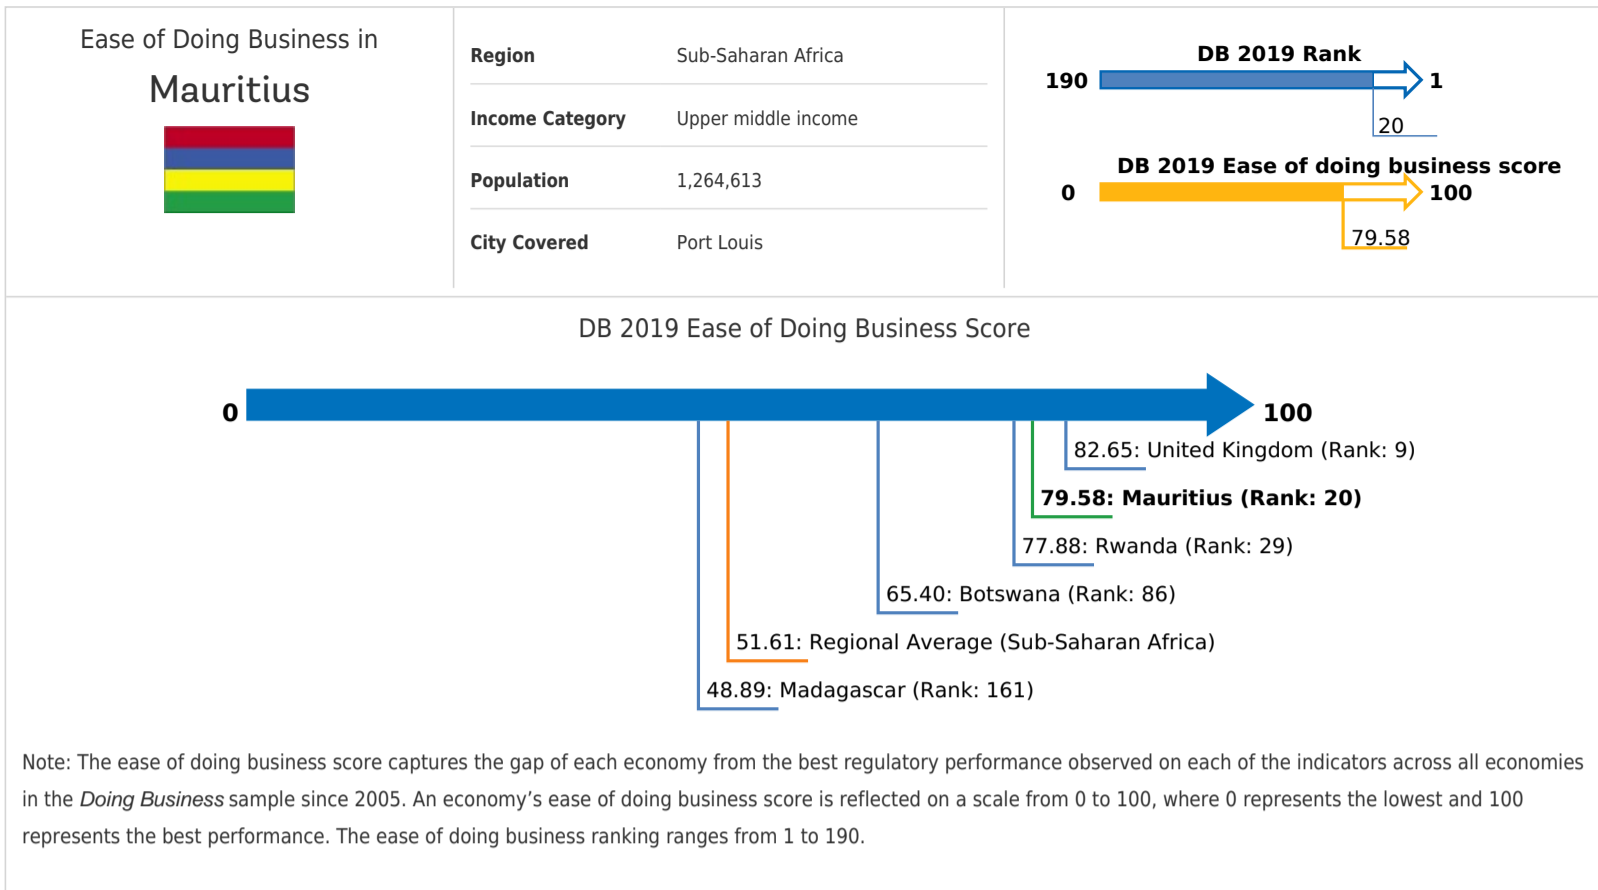 Ease of Doing Business in
Mauritius
Region Sub-Saharan Africa
Income Category Upper middle income
Population 1,264,613
City Covered Port Louis
DB 2019 Rank
190 1
20
DB 2019 Ease of doing business score
0 100
79.58
DB 2019 Ease of Doing Business Score
0 100
82.65: United Kingdom (Rank: 9)
79.58: Mauritius (Rank: 20)
77.88: Rwanda (Rank: 29)
65.40: Botswana (Rank: 86)
51.61: Regional Average (Sub-Saharan Africa)
48.89: Madagascar (Rank: 161)
Note: The ease of doing business score captures the gap of each economy from the best regulatory performance observed on each of the indicators across all economies
in the Doing Business sample since 2005. An economy’s ease of doing business score is reflected on a scale from 0 to 100, where 0 represents the lowest and 100
represents the best performance. The ease of doing business ranking ranges from 1 to 190.